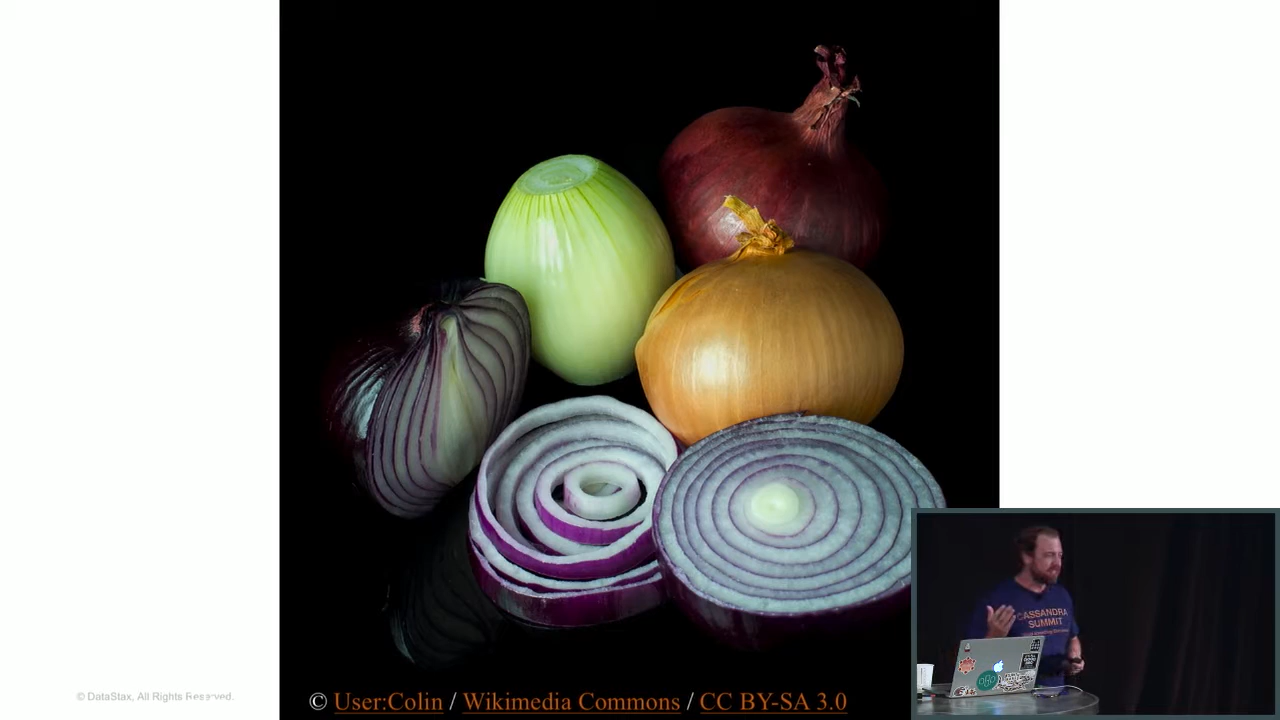 © DataStax, All Rights Reserved.
© User:Colin / Wikimedia Commons / CC BY-SA 3.0
CASSANDRA
SUMMIT